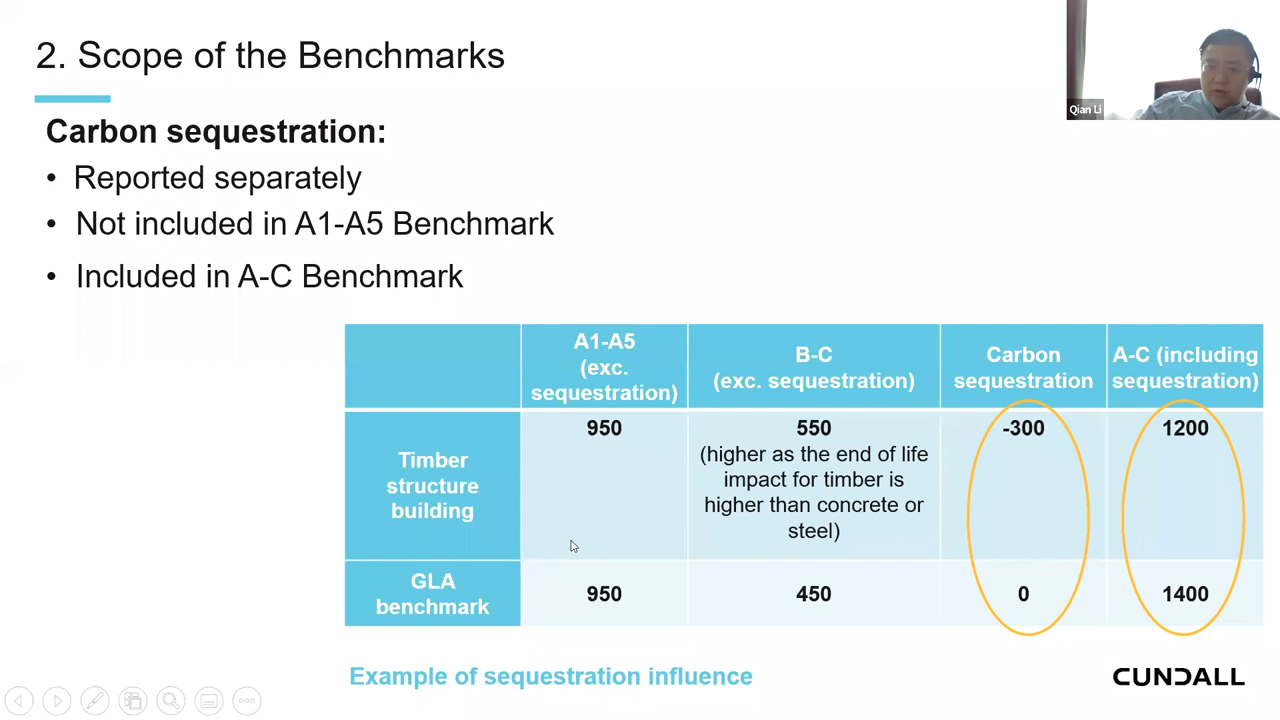 2. Scope of the Benchmarks
Qian Li
Carbon sequestration:
• Reported separately
• Not included in A1-A5 Benchmark
• Included in A-C Benchmark
A1-A5
(exc.
sequestration)
B-C
(exc. sequestration)
Carbon
sequestration
A-C (including
sequestration)
Timber
structure
building
950
550
(higher as the end of life
impact for timber is
higher than concrete or
steel)
-300
1200
GLA
benchmark
950
450
0
1400
Example of sequestration influence
CUNDALL